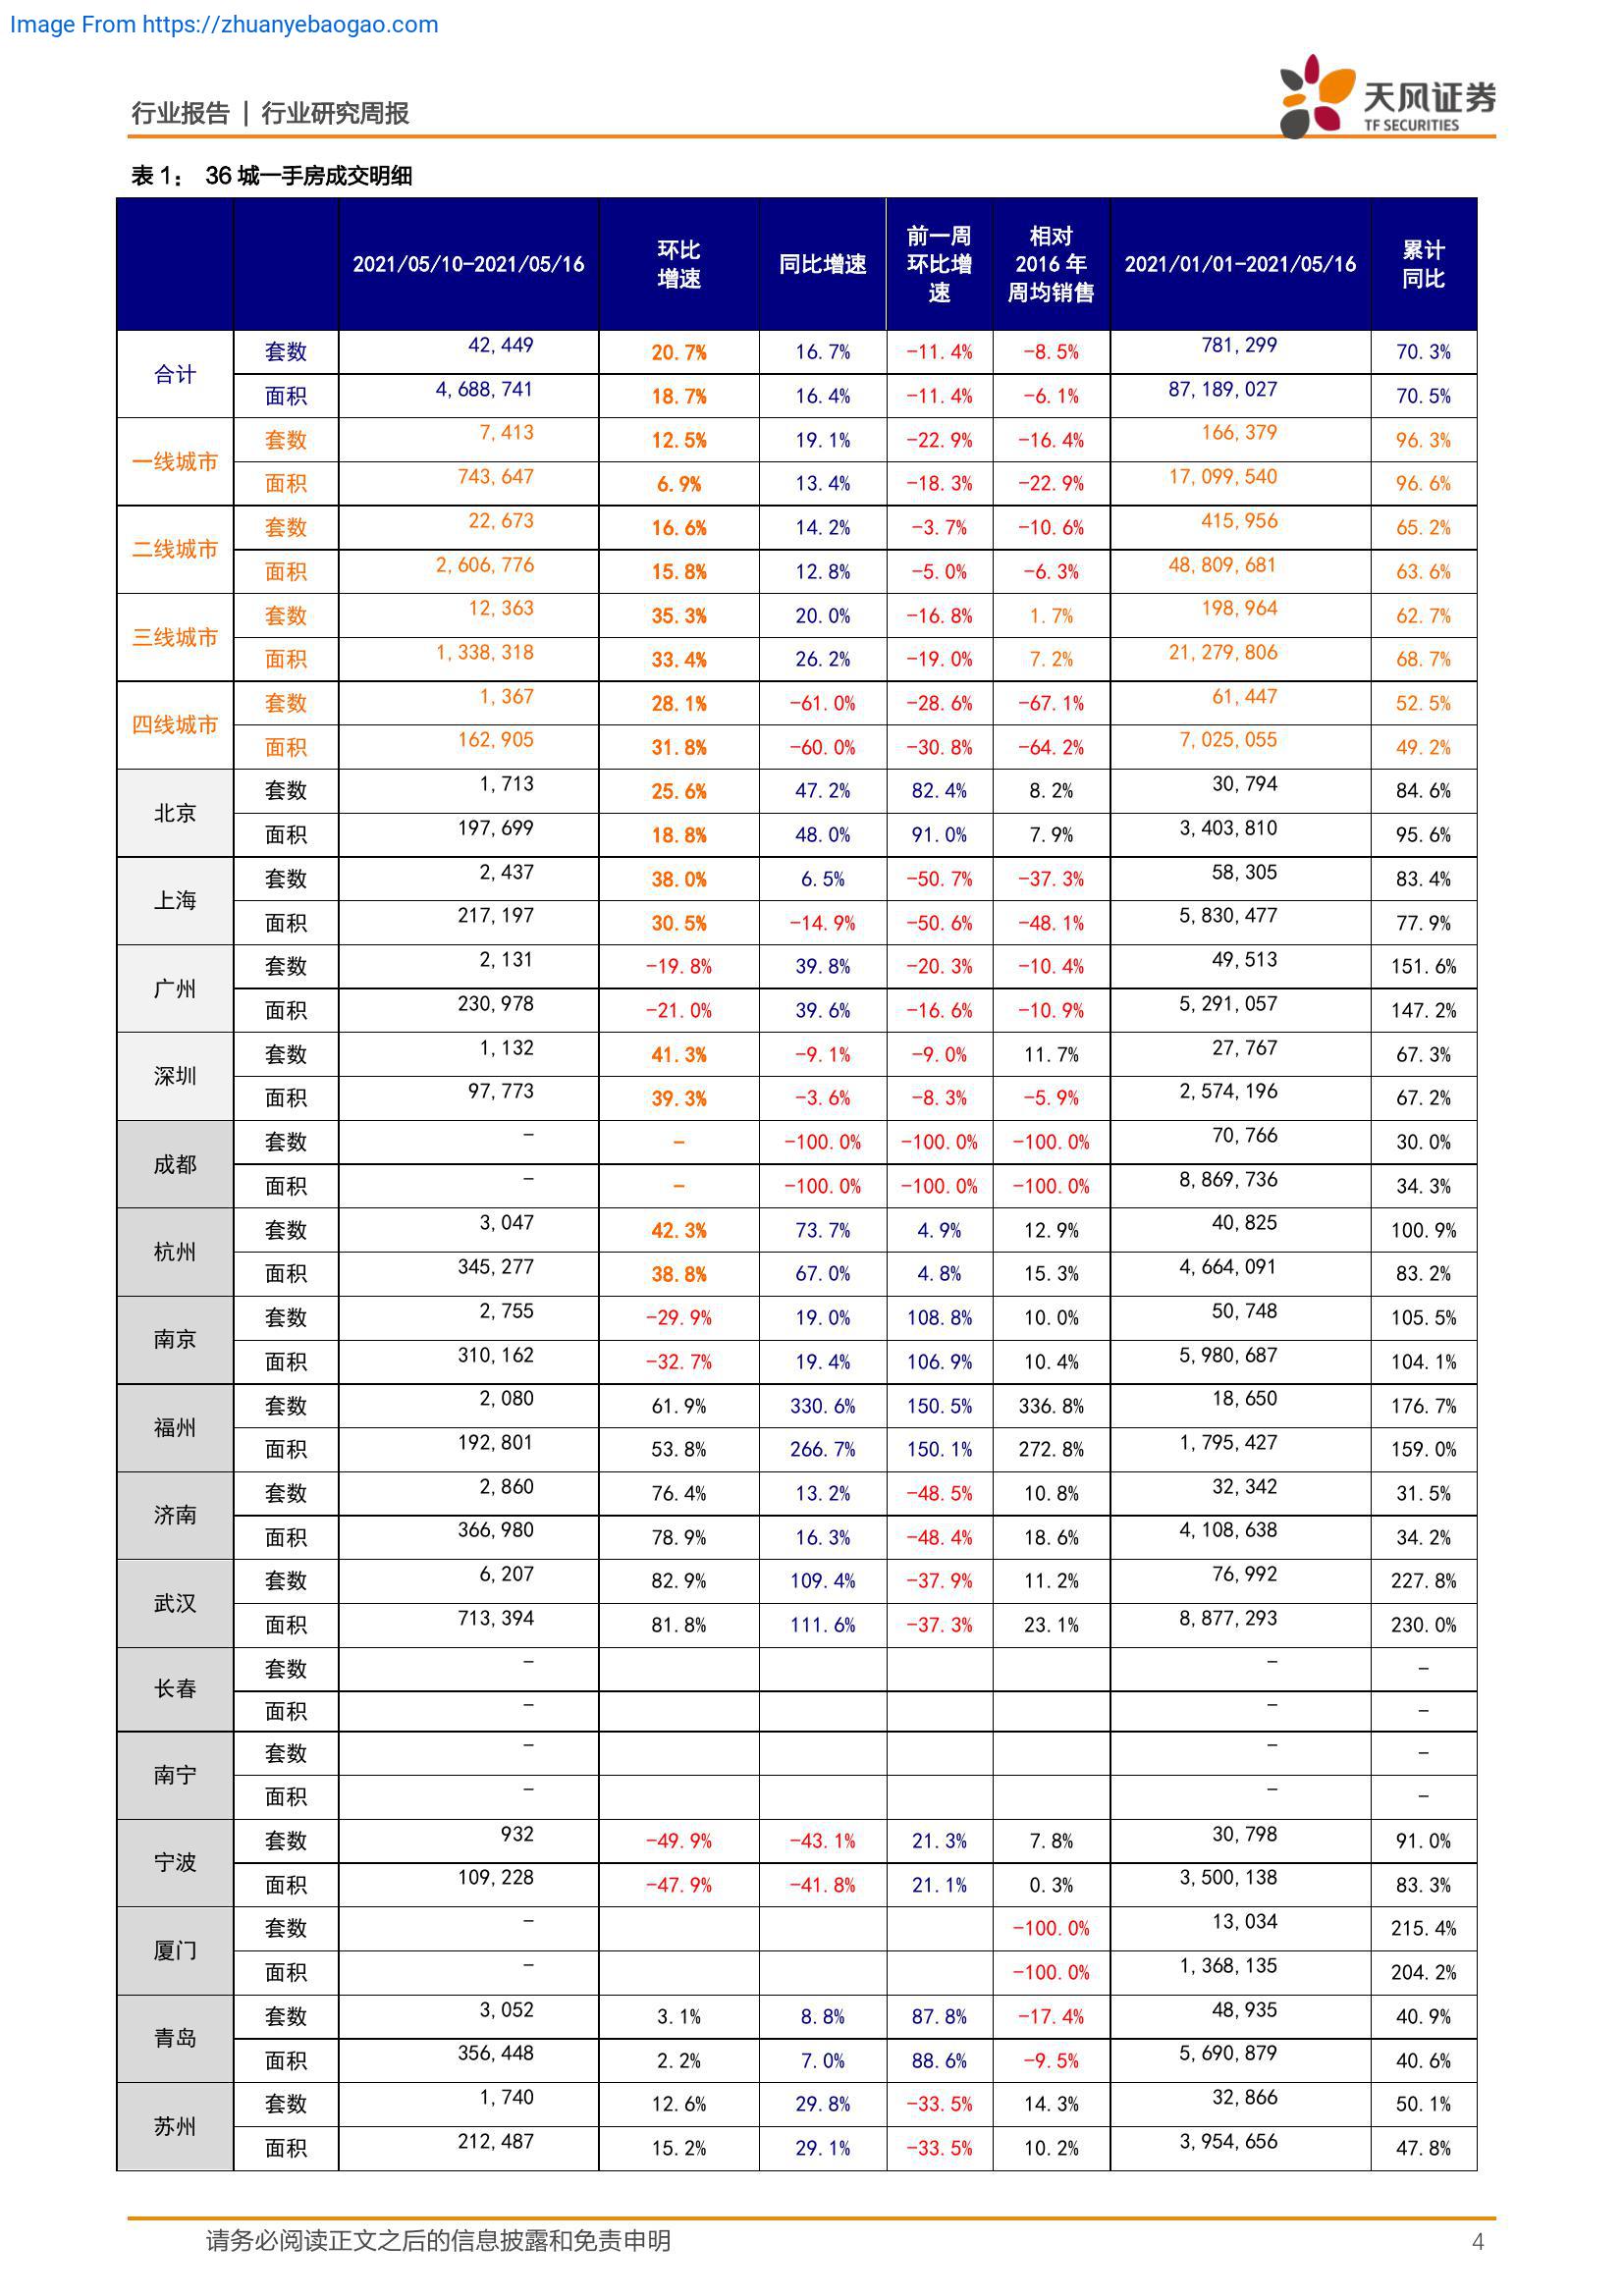 Image From https://zhuanyebaogao.com
行业报告 | 行业研究周报
天风证券
TF SECURITIES
表 1： 36 城一手房成交明细
2021/05/10-2021/05/16 环比增速 同比增速 前一周环比增速 相对2016 年周均销售 2021/01/01-2021/05/16 累计同比
合计 套数 42,449 20.7% 16.7% -11.4% -8.5% 781,299 70.3%
面积 4,688,741 18.7% 16.4% -11.4% -6.1% 87,189,027 70.5%
一线城市 套数 7,413 12.5% 19.1% -22.9% -16.4% 166,379 96.3%
面积 743,647 6.9% 13.4% -18.3% -22.9% 17,099,540 96.6%
二线城市 套数 22,673 16.6% 14.2% -3.7% -10.6% 415,956 65.2%
面积 2,606,776 15.8% 12.8% -5.0% -6.3% 48,809,681 63.6%
三线城市 套数 12,363 35.3% 20.0% -16.8% 1.7% 198,964 62.7%
面积 1,338,318 33.4% 26.2% -19.0% 7.2% 21,279,806 68.7%
四线城市 套数 1,367 28.1% -61.0% -28.6% -67.1% 61,447 52.5%
面积 162,905 31.8% -60.0% -30.8% -64.2% 7,025,055 49.2%
北京 套数 1,713 25.6% 47.2% 82.4% 8.2% 30,794 84.6%
面积 197,699 18.8% 48.0% 91.0% 7.9% 3,403,810 95.6%
上海 套数 2,437 38.0% 6.5% -50.7% -37.3% 58,305 83.4%
面积 217,197 30.5% -14.9% -50.6% -48.1% 5,830,477 77.9%
广州 套数 2,131 -19.8% 39.8% -20.3% -10.4% 49,513 151.6%
面积 230,978 -21.0% 39.6% -16.6% -10.9% 5,291,057 147.2%
深圳 套数 1,132 41.3% -9.1% -9.0% 11.7% 27,767 67.3%
面积 97,773 39.3% -3.6% -8.3% -5.9% 2,574,196 67.2%
成都 套数 - - -100.0% -100.0% -100.0% 70,766 30.0%
面积 - - -100.0% -100.0% -100.0% 8,869,736 34.3%
杭州 套数 3,047 42.3% 73.7% 4.9% 12.9% 40,825 100.9%
面积 345,277 38.8% 67.0% 4.8% 15.3% 4,664,091 83.2%
南京 套数 2,755 -29.9% 19.0% 108.8% 10.0% 50,748 105.5%
面积 310,162 -32.7% 19.4% 106.9% 10.4% 5,980,687 104.1%
福州 套数 2,080 61.9% 330.6% 150.5% 336.8% 18,650 176.7%
面积 192,801 53.8% 266.7% 150.1% 272.8% 1,795,427 159.0%
济南 套数 2,860 76.4% 13.2% -48.5% 10.8% 32,342 31.5%
面积 366,980 78.9% 16.3% -48.4% 18.6% 4,108,638 34.2%
武汉 套数 6,207 82.9% 109.4% -37.9% 11.2% 76,992 227.8%
面积 713,394 81.8% 111.6% -37.3% 23.1% 8,877,293 230.0%
长春 套数 - - -
面积 - - -
南宁 套数 - - -
面积 - - -
宁波 套数 932 -49.9% -43.1% 21.3% 7.8% 30,798 91.0%
面积 109,228 -47.9% -41.8% 21.1% 0.3% 3,500,138 83.3%
厦门 套数 - -100.0% 13,034 215.4%
面积 - -100.0% 1,368,135 204.2%
青岛 套数 3,052 3.1% 8.8% 87.8% -17.4% 48,935 40.9%
面积 356,448 2.2% 7.0% 88.6% -9.5% 5,690,879 40.6%
苏州 套数 1,740 12.6% 29.8% -33.5% 14.3% 32,866 50.1%
面积 212,487 15.2% 29.1% -33.5% 10.2% 3,954,656 47.8%
请务必阅读正文之后的信息披露和免责申明 4